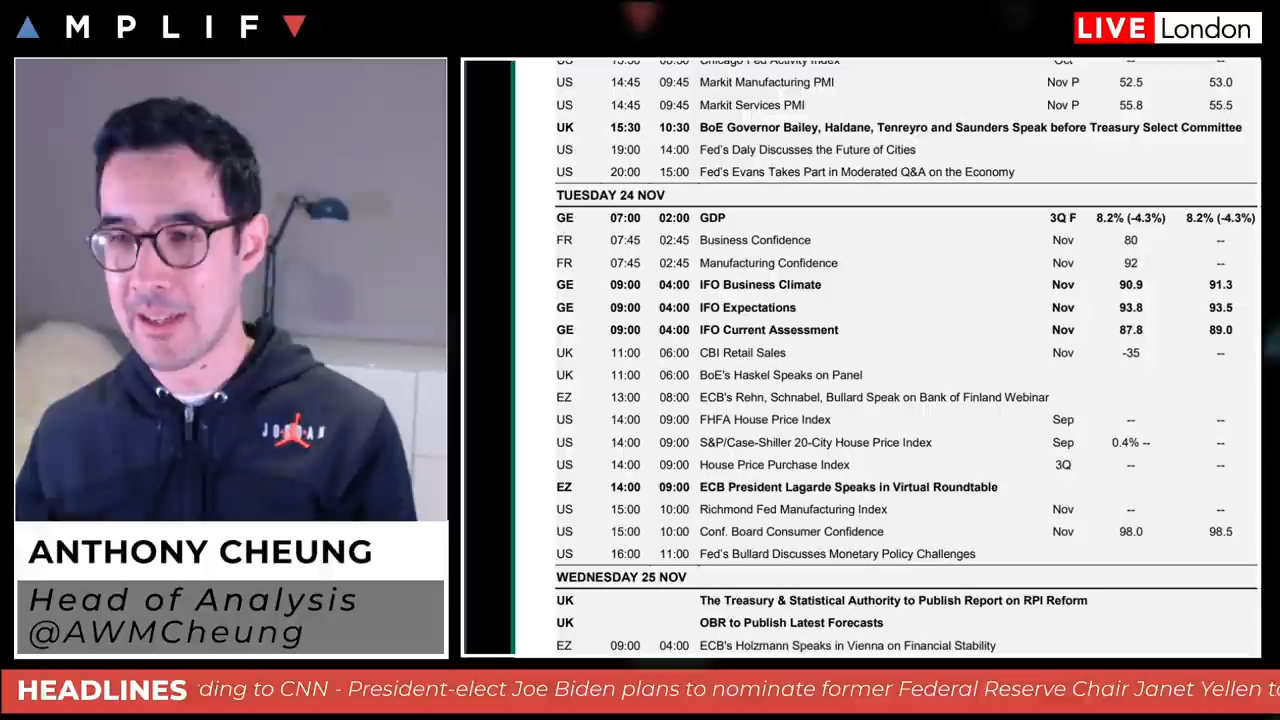 AMPLIFY
LIVE London
US 13:30 08:30 Chicago Fed Activity Index Oct -- --
US 14:45 09:45 Markit Manufacturing PMI Nov P 52.5 53.0
US 14:45 09:45 Markit Services PMI Nov P 55.8 55.5
UK 15:30 10:30 BoE Governor Bailey, Haldane, Tenreyro and Saunders Speak before Treasury Select Committee
US 19:00 14:00 Fed's Daly Discusses the Future of Cities
US 20:00 15:00 Fed's Evans Takes Part in Moderated Q&A on the Economy
TUESDAY 24 NOV
GE 07:00 02:00 GDP 3Q F 8.2% (-4.3%) 8.2% (-4.3%)
FR 07:45 02:45 Business Confidence Nov 80 --
FR 07:45 02:45 Manufacturing Confidence Nov 92 --
GE 09:00 04:00 IFO Business Climate Nov 90.9 91.3
GE 09:00 04:00 IFO Expectations Nov 93.8 93.5
GE 09:00 04:00 IFO Current Assessment Nov 87.8 89.0
UK 11:00 06:00 CBI Retail Sales Nov -35 --
UK 11:00 06:00 BoE's Haskel Speaks on Panel
EZ 13:00 08:00 ECB's Rehn, Schnabel, Bullard Speak on Bank of Finland Webinar
US 14:00 09:00 FHFA House Price Index Sep -- --
US 14:00 09:00 S&P/Case-Shiller 20-City House Price Index Sep 0.4% -- --
US 14:00 09:00 House Price Purchase Index 3Q -- --
EZ 14:00 09:00 ECB President Lagarde Speaks in Virtual Roundtable
US 15:00 10:00 Richmond Fed Manufacturing Index Nov -- --
US 15:00 10:00 Conf. Board Consumer Confidence Nov 98.0 98.5
US 16:00 11:00 Fed's Bullard Discusses Monetary Policy Challenges
WEDNESDAY 25 NOV
UK The Treasury & Statistical Authority to Publish Report on RPI Reform
UK OBR to Publish Latest Forecasts
EZ 09:00 04:00 ECB's Holzmann Speaks in Vienna on Financial Stability
JORDAN
ANTHONY CHEUNG
Head of Analysis
@AWMCheung
HEADLINES rding to CNN - President-elect Joe Biden plans to nominate former Federal Reserve Chair Janet Yellen to